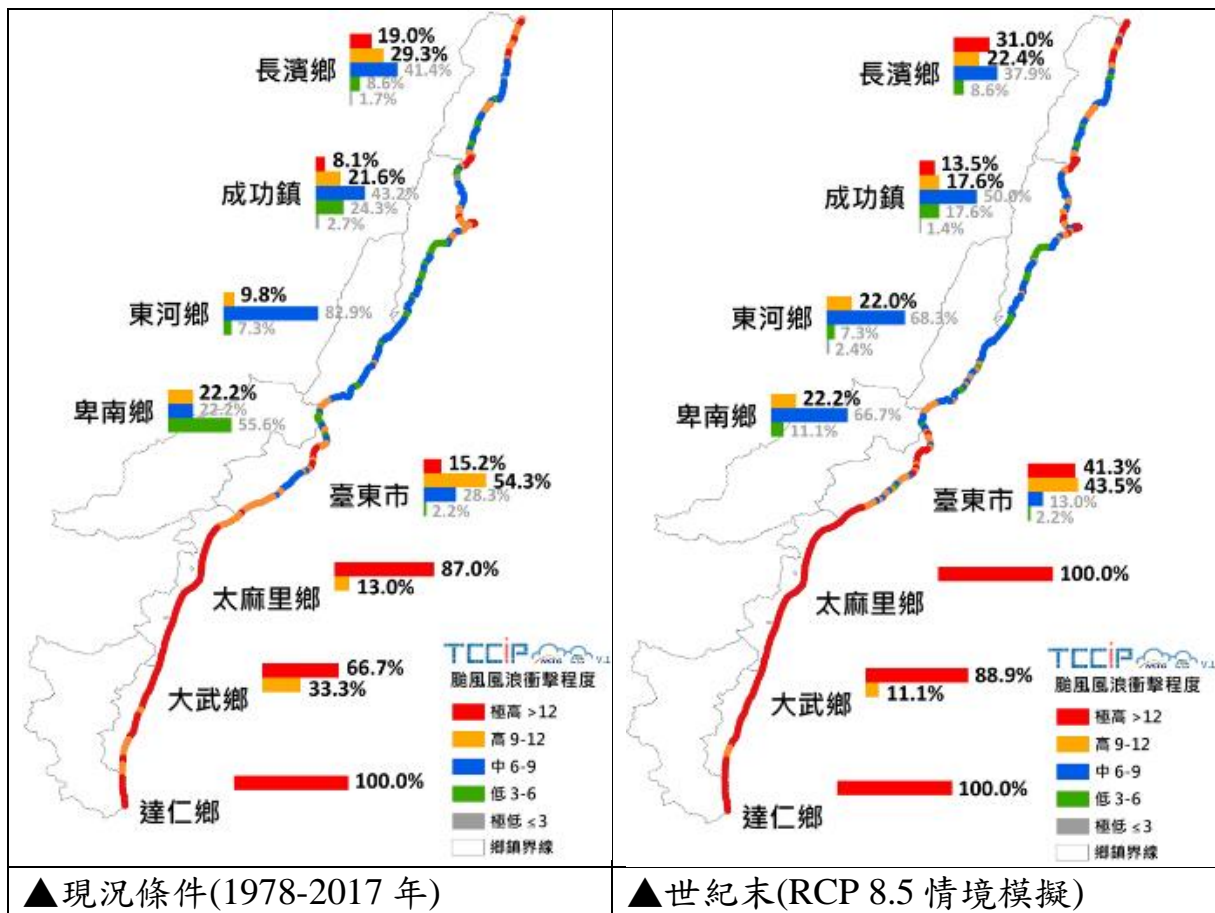 長濱鄉
19.0%
29.3%
41.4%
8.6%
1.7%
成功鎮
8.1%
21.6%
43.2%
24.3%
2.7%
東河鄉
9.8%
82.9%
7.3%
卑南鄉
22.2%
22.2%
55.6%
臺東市
15.2%
54.3%
28.3%
2.2%
太麻里鄉
87.0%
13.0%
大武鄉
66.7%
33.3%
達仁鄉
100.0%
TCCiP
颱風風浪衝擊程度
極高 >12
高 9-12
中 6-9
低 3-6
極低 ≤3
鄉鎮界線
▲現況條件(1978-2017 年)
長濱鄉
31.0%
22.4%
37.9%
8.6%
成功鎮
13.5%
17.6%
50.0%
17.6%
1.4%
東河鄉
22.0%
68.3%
7.3%
2.4%
卑南鄉
22.2%
66.7%
11.1%
臺東市
41.3%
43.5%
13.0%
2.2%
太麻里鄉
100.0%
大武鄉
88.9%
11.1%
達仁鄉
100.0%
TCCiP
颱風風浪衝擊程度
極高 >12
高 9-12
中 6-9
低 3-6
極低 ≤3
鄉鎮界線
▲世紀末(RCP 8.5 情境模擬)